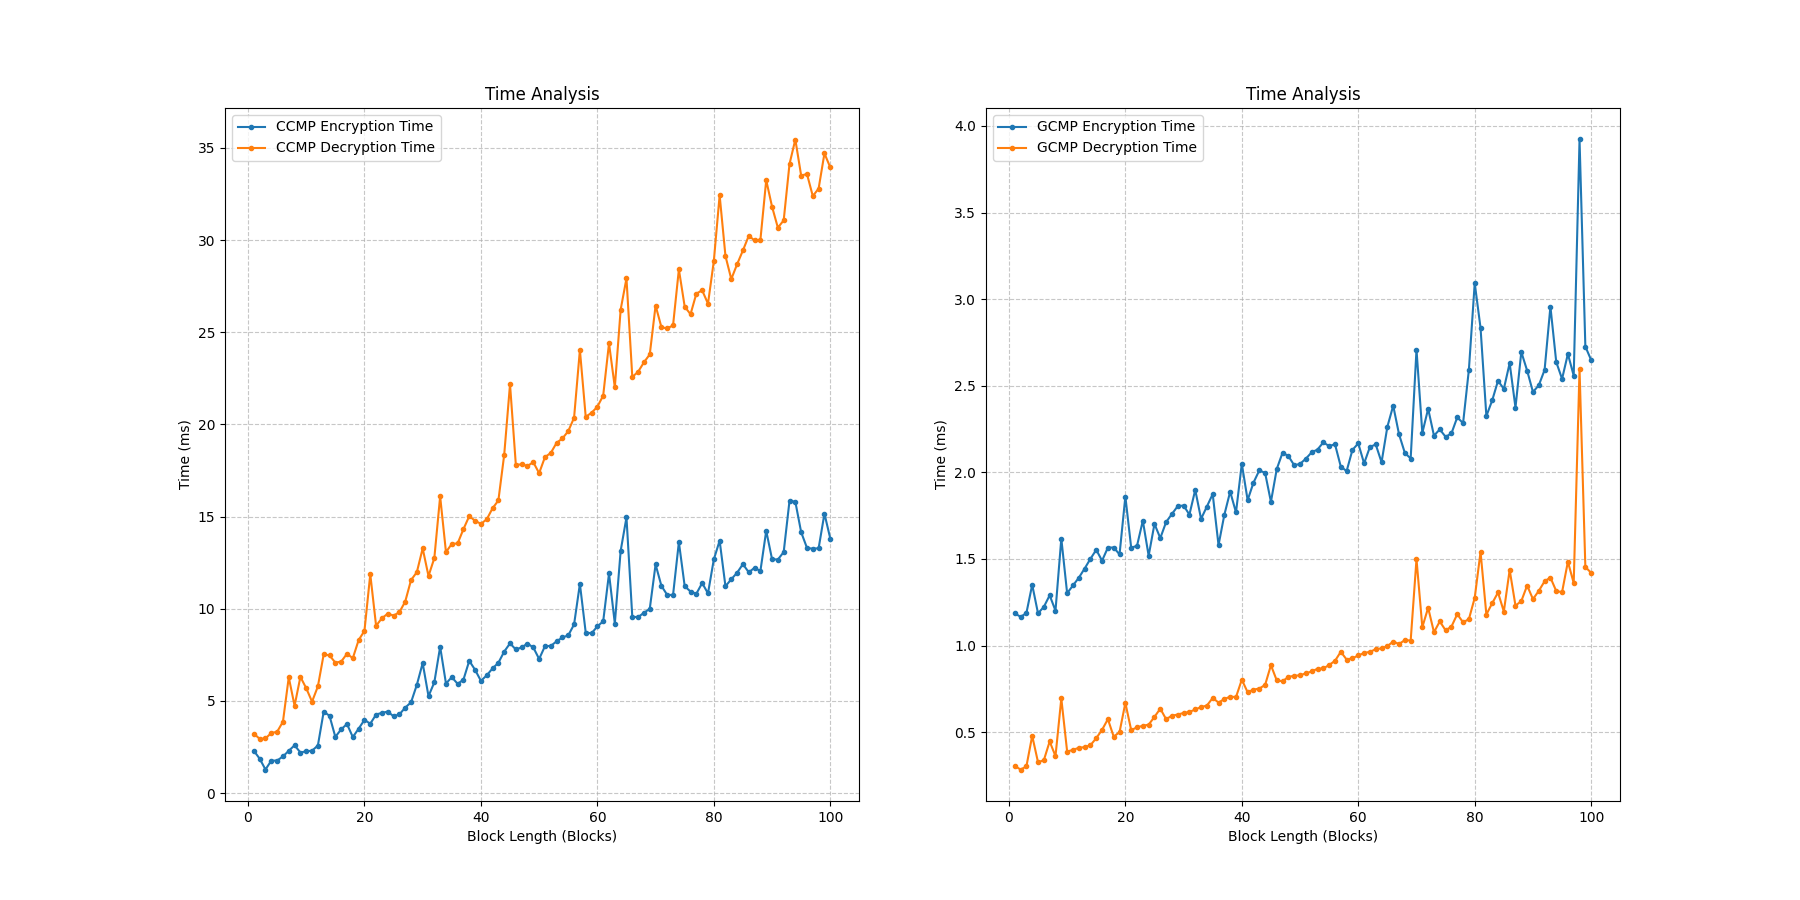 Time Analysis
CCMP Encryption Time
CCMP Decryption Time
35
30
25
20
15
10
5
0
Time (ms)
0 20 40 60 80 100
Block Length (Blocks)
Time Analysis
GCMP Encryption Time
GCMP Decryption Time
4.0
3.5
3.0
2.5
2.0
1.5
1.0
0.5
Time (ms)
0 20 40 60 80 100
Block Length (Blocks)